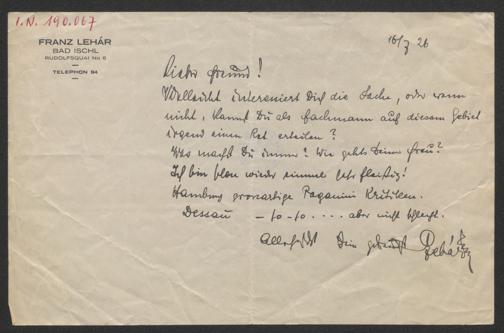 I.N. 190.067
FRANZ LEHÁR
BAD ISCHL
RUDOLFSQUAI No 6
TELEPHON 94
16/7 26
Lieber Freund!
Vielleicht interessiert Dich die Sache, oder wenn
nicht, kannst Du als Fachmann auf diesem Gebiet
irgend einen Rat erteilen?
Was machst Du immer? Wie gehts Deiner Frau?
Ich bin schon wieder einmal sehr fleißig!
Hamburg grossartige Paganini Kritiken.
Dessau – so-so.... aber nicht schlecht.
Dein Lehár